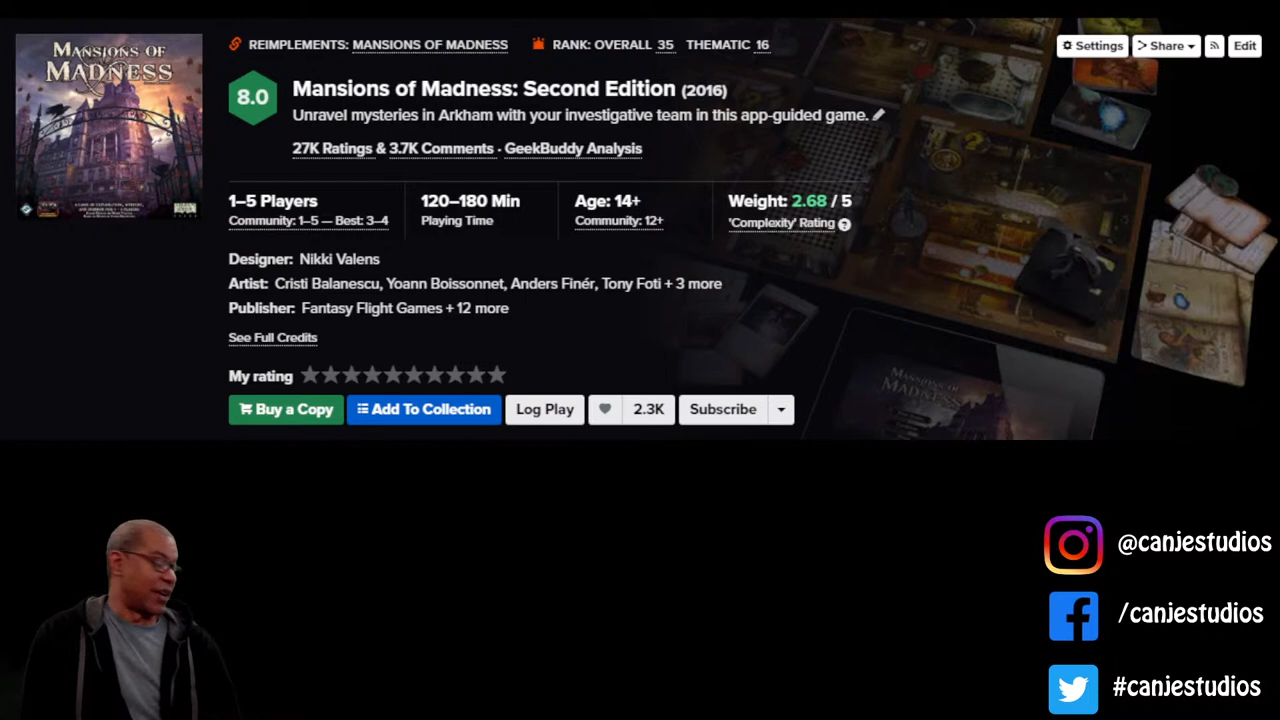 MANSIONS OF
MADNESS
REIMPLEMENTS: MANSIONS OF MADNESS
RANK: OVERALL 35 THEMATIC 16
Settings
Share
Edit
8.0
Mansions of Madness: Second Edition (2016)
Unravel mysteries in Arkham with your investigative team in this app-guided game.
27K Ratings & 3.7K Comments · GeekBuddy Analysis
1–5 Players
Community: 1–5 — Best: 3–4
120–180 Min
Playing Time
Age: 14+
Community: 12+
Weight: 2.68 / 5
'Complexity' Rating ?
Designer: Nikki Valens
Artist: Cristi Balanescu, Yoann Boissonnet, Anders Finér, Tony Foti + 3 more
Publisher: Fantasy Flight Games + 12 more
See Full Credits
My rating
Buy a Copy
Add To Collection
Log Play
2.3K
Subscribe
MANSIONS OF
MADNESS
@canjestudios
/canjestudios
#canjestudios